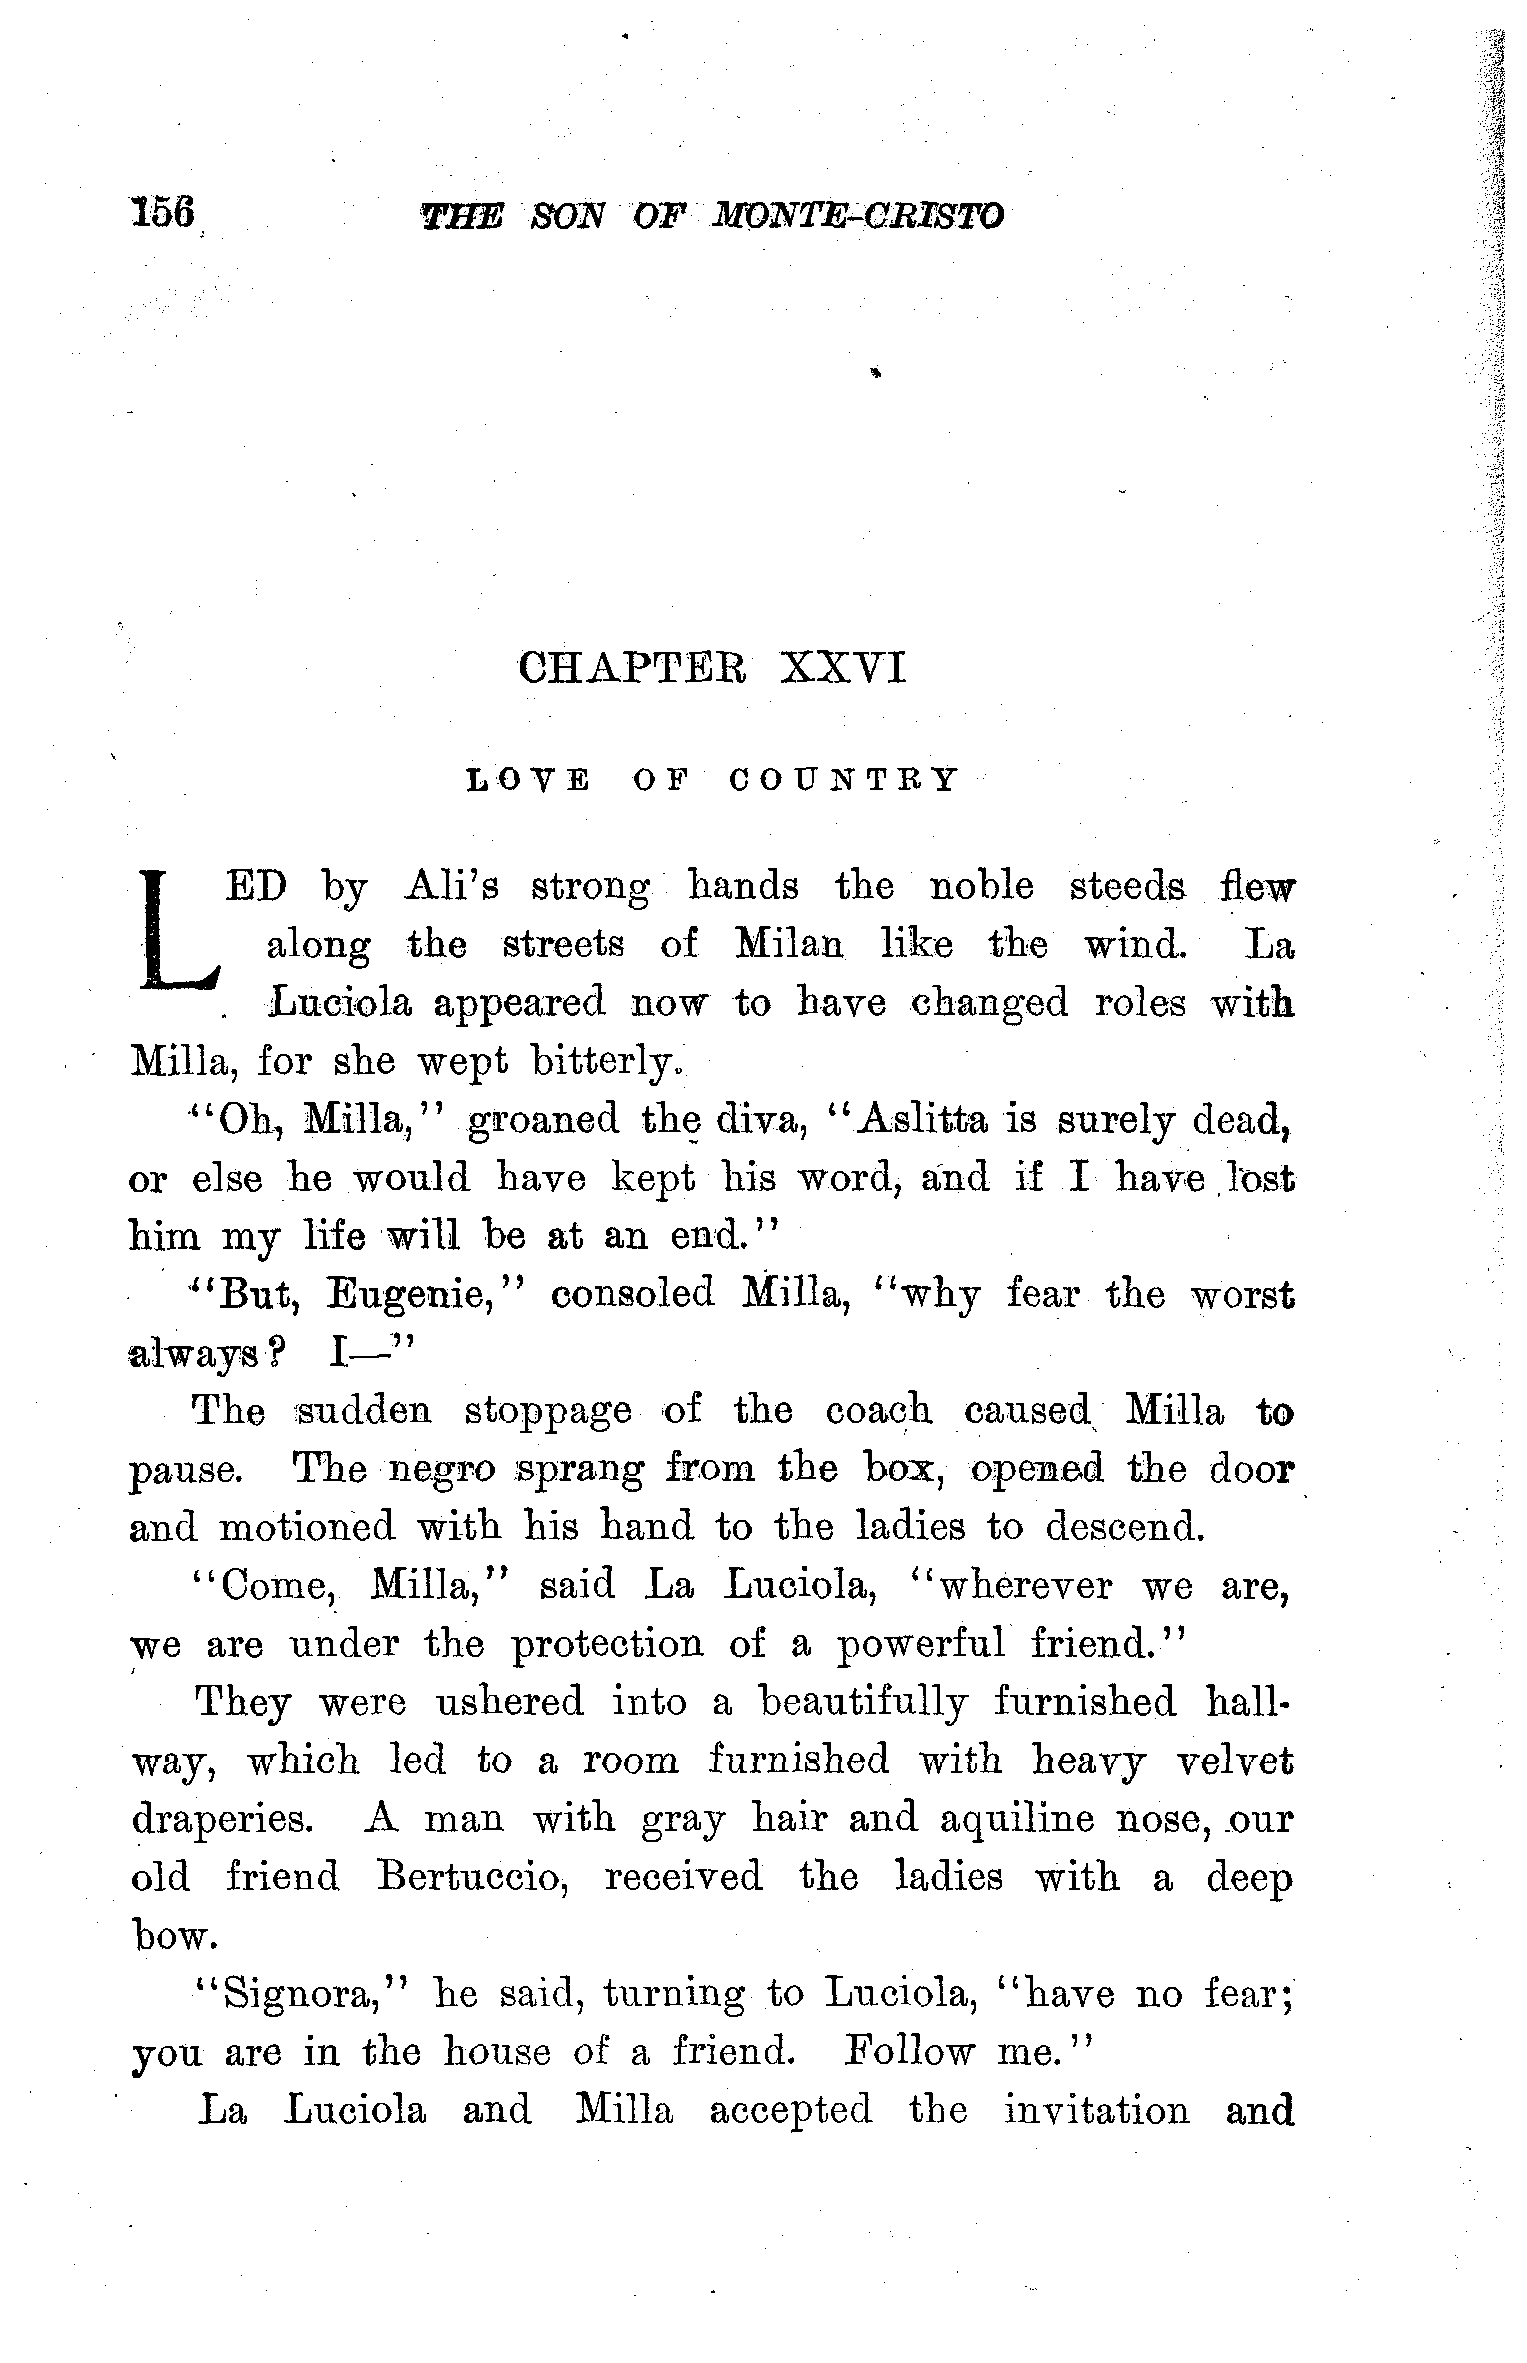 156 THE SON OF MONTE-CRISTO
CHAPTER XXVI
LOVE OF COUNTRY
LED by Ali's strong hands the noble steeds flew
along the streets of Milan like the wind. La
Luciola appeared now to have changed roles with
Milla, for she wept bitterly.
"Oh, Milla," groaned the diva, "Aslitta is surely dead,
or else he would have kept his word, and if I have lost
him my life will be at an end."
"But, Eugenie," consoled Milla, "why fear the worst
always? I—"
The sudden stoppage of the coach caused Milla to
pause. The negro sprang from the box, opened the door
and motioned with his hand to the ladies to descend.
"Come, Milla," said La Luciola, "wherever we are,
we are under the protection of a powerful friend."
They were ushered into a beautifully furnished hall-
way, which led to a room furnished with heavy velvet
draperies. A man with gray hair and aquiline nose, our
old friend Bertuccio, received the ladies with a deep
bow.
"Signora," he said, turning to Luciola, "have no fear;
you are in the house of a friend. Follow me."
La Luciola and Milla accepted the invitation and